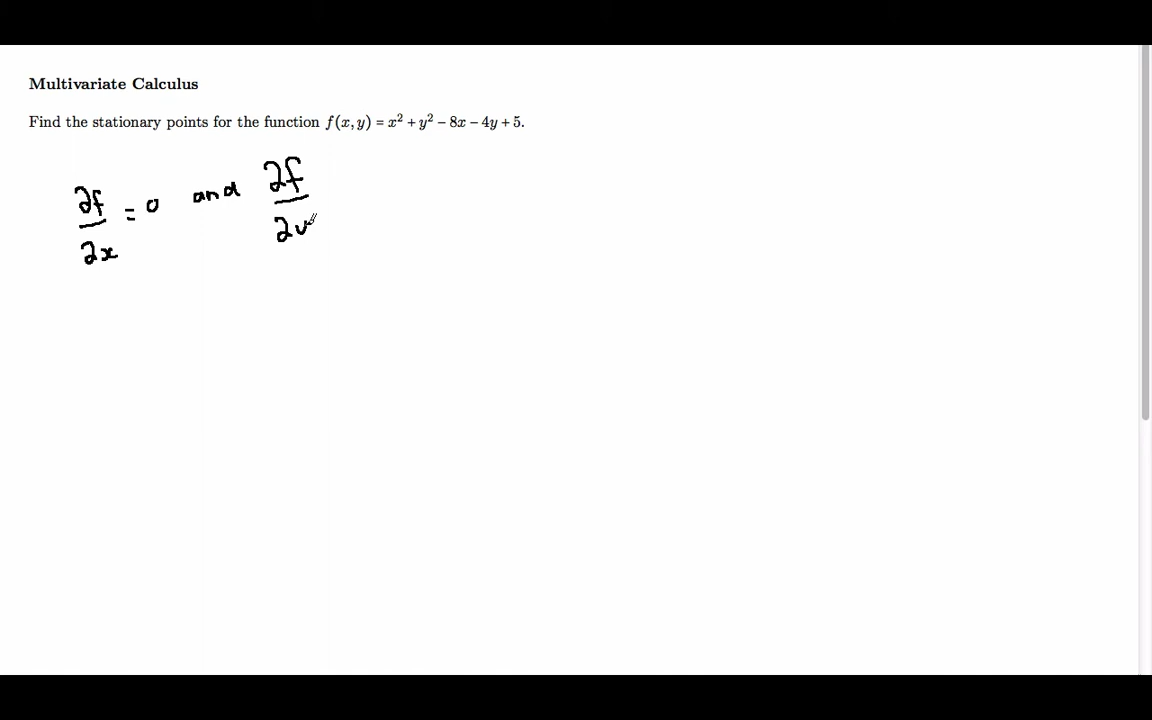 Multivariate Calculus
Find the stationary points for the function f(x, y) = x² + y² − 8x − 4y + 5.
∂f/∂x = 0 and ∂f/∂